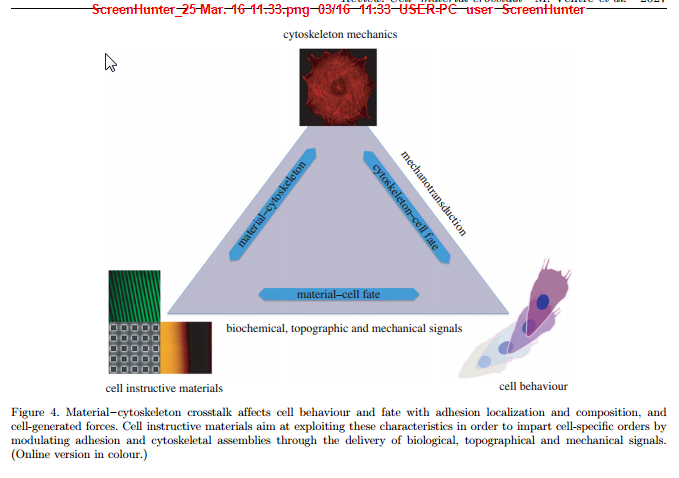 ScreenHunter_25 Mar. 16 11.33.png 03/16 11:33 USER-PC user ScreenHunter
cytoskeleton mechanics
material–cytoskeleton
cytoskeleton–cell fate
mechanotransduction
material–cell fate
biochemical, topographic and mechanical signals
cell instructive materials
cell behaviour
Figure 4. Material–cytoskeleton crosstalk affects cell behaviour and fate with adhesion localization and composition, and
cell-generated forces. Cell instructive materials aim at exploiting these characteristics in order to impart cell-specific orders by
modulating adhesion and cytoskeletal assemblies through the delivery of biological, topographical and mechanical signals.
(Online version in colour.)